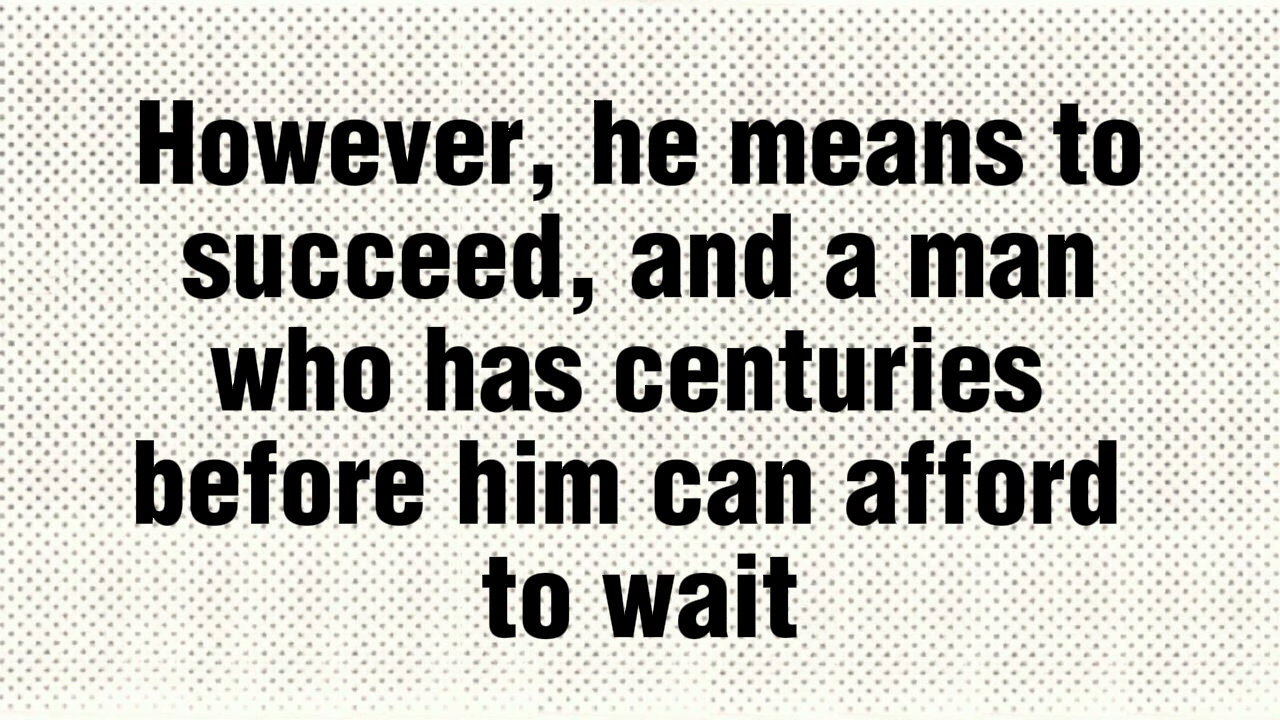 However, he means to
succeed, and a man
who has centuries
before him can afford
to wait